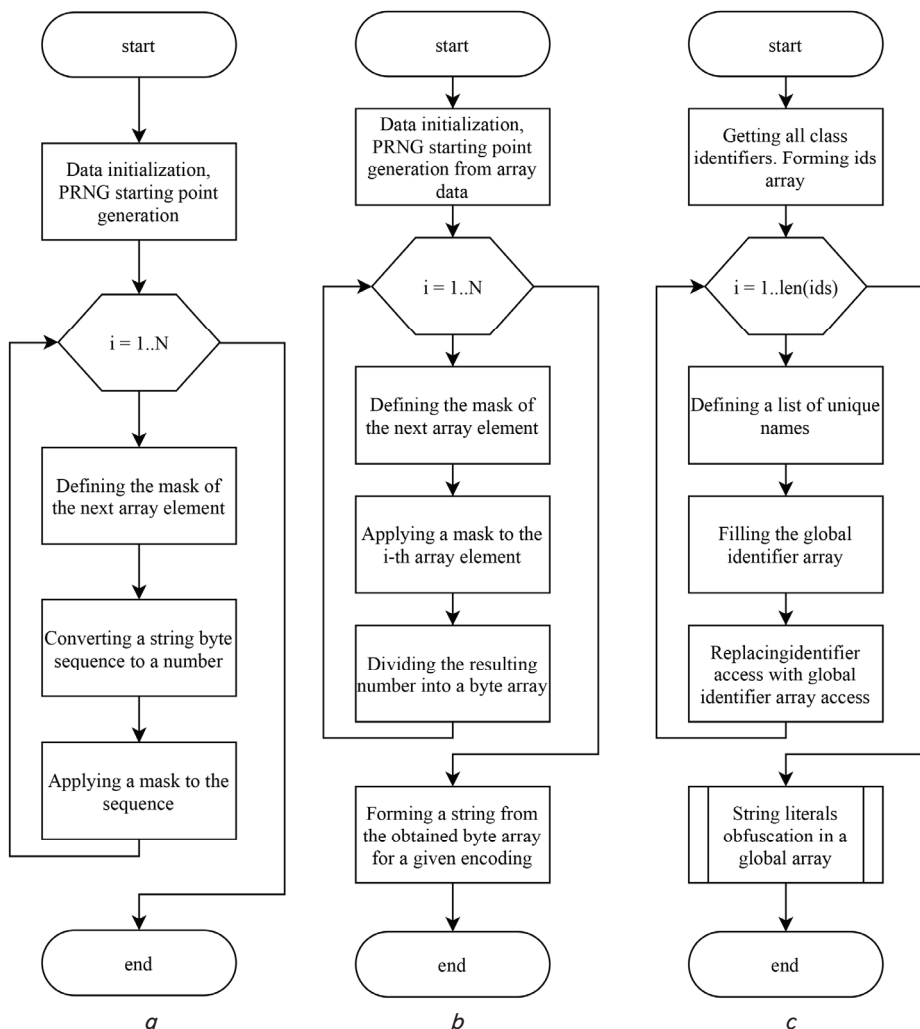 start
Data initialization,
PRNG starting point
generation
i = 1..N
Defining the mask of
the next array element
Converting a string byte
sequence to a number
Applying a mask to the
sequence
end
a
start
Data initialization,
PRNG starting point
generation from array
data
i = 1..N
Defining the mask of
the next array element
Applying a mask to the
i-th array element
Dividing the resulting
number into a byte array
Forming a string from
the obtained byte array
for a given encoding
end
b
start
Getting all class
identifiers. Forming ids
array
i = 1..len(ids)
Defining a list of unique
names
Filling the global
identifier array
Replacingidentifier
access with global
identifier array access
String literals
obfuscation in a
global array
end
c